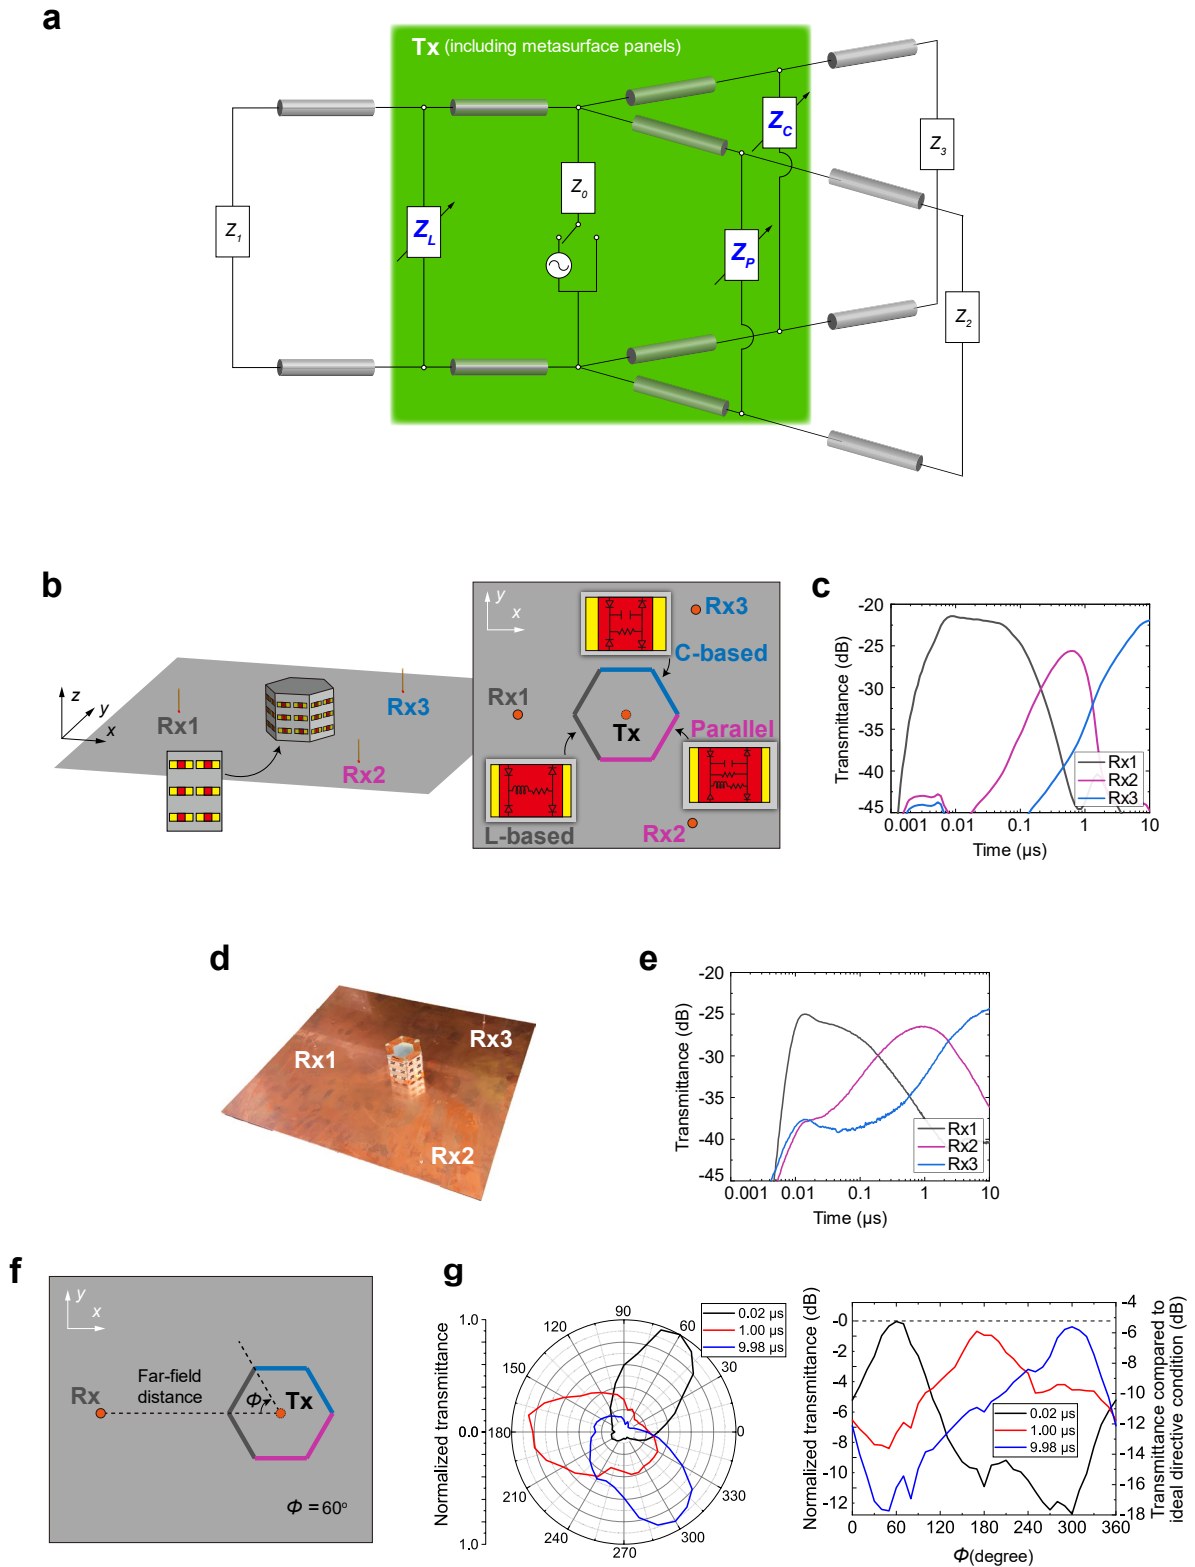 a
Tx (including metasurface panels)
Z1
ZL
Z0
ZP
ZC
Z3
Z2
b
z
y
x
Rx1
Rx3
Rx2
y
x
Rx3
C-based
Rx1
Tx
Parallel
L-based
Rx2
c
Transmittance (dB)
-20
-25
-30
-35
-40
-45
0.001
0.01
0.1
1
10
Time (µs)
Rx1
Rx2
Rx3
d
Rx1
Rx3
Rx2
e
Transmittance (dB)
-20
-25
-30
-35
-40
-45
0.001
0.01
0.1
1
10
Time (µs)
Rx1
Rx2
Rx3
f
y
x
Rx
Far-field
distance
Φ
Tx
Φ = 60°
g
Normalized transmittance
1.0
0.0
1.0
90
60
30
0
330
300
270
240
210
180
150
120
0.02 µs
1.00 µs
9.98 µs
Normalized transmittance (dB)
-0
-2
-4
-6
-8
-10
-12
0
60
120
180
240
300
360
Φ(degree)
0.02 µs
1.00 µs
9.98 µs
-4
-6
-8
-10
-12
-14
-16
-18
Transmittance compared to
ideal directive condition (dB)